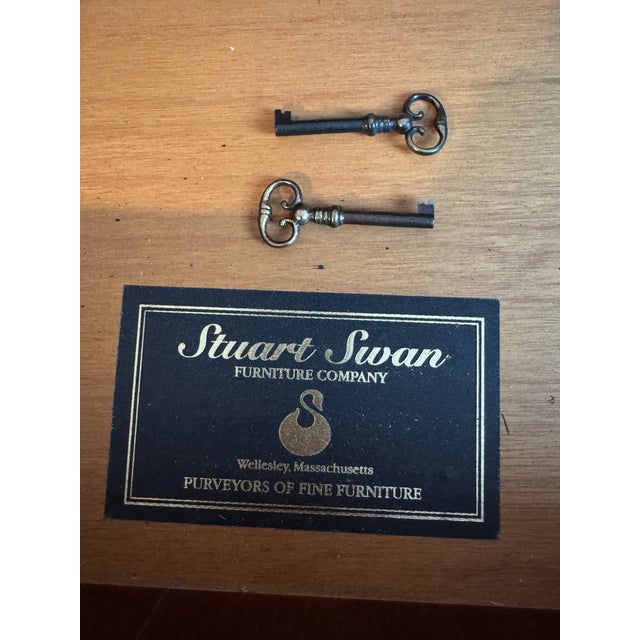 Stuart Swan
FURNITURE COMPANY
Wellesley, Massachusetts
PURVEYORS OF FINE FURNITURE